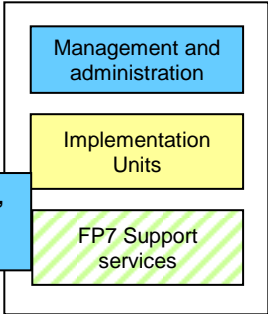 Management and
administration
Implementation
Units
,
FP7 Support
services